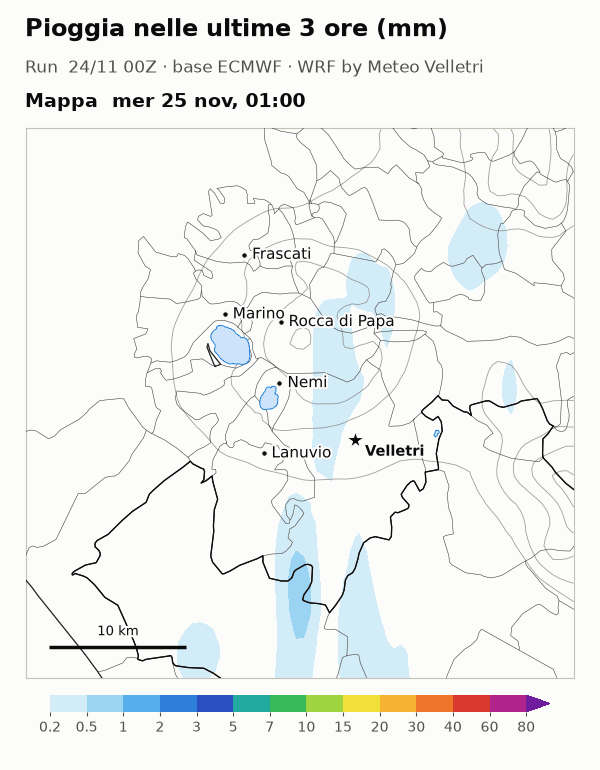 Pioggia nelle ultime 3 ore (mm)
Run  24/11 00Z · base ECMWF · WRF by Meteo Velletri
Mappa  mer 25 nov, 01:00
Frascati
Marino
Rocca di Papa
Nemi
Velletri
Lanuvio
10 km
0.2 0.5 1 2 3 5 7 10 15 20 30 40 60 80